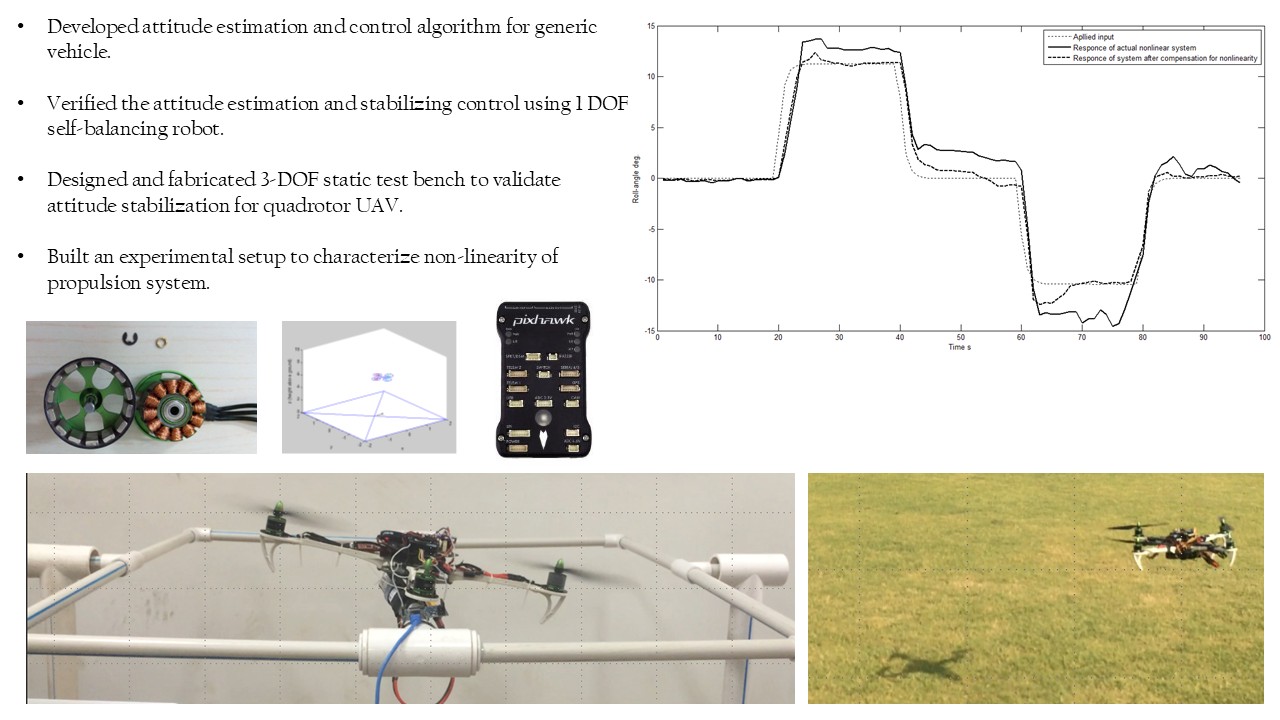 • Developed attitude estimation and control algorithm for generic
vehicle.
• Verified the attitude estimation and stabilizing control using 1 DOF
self-balancing robot.
• Designed and fabricated 3-DOF static test bench to validate
attitude stabilization for quadrotor UAV.
• Built an experimental setup to characterize non-linearity of
propulsion system.
15
10
5
0
-5
-10
-15
Roll-angle deg.
Apllied input
Responce of actual nonlinear system
Responce of system after compensation for nonlinearity
0 10 20 30 40 50 60 70 80 90 100
Time s
pixhawk